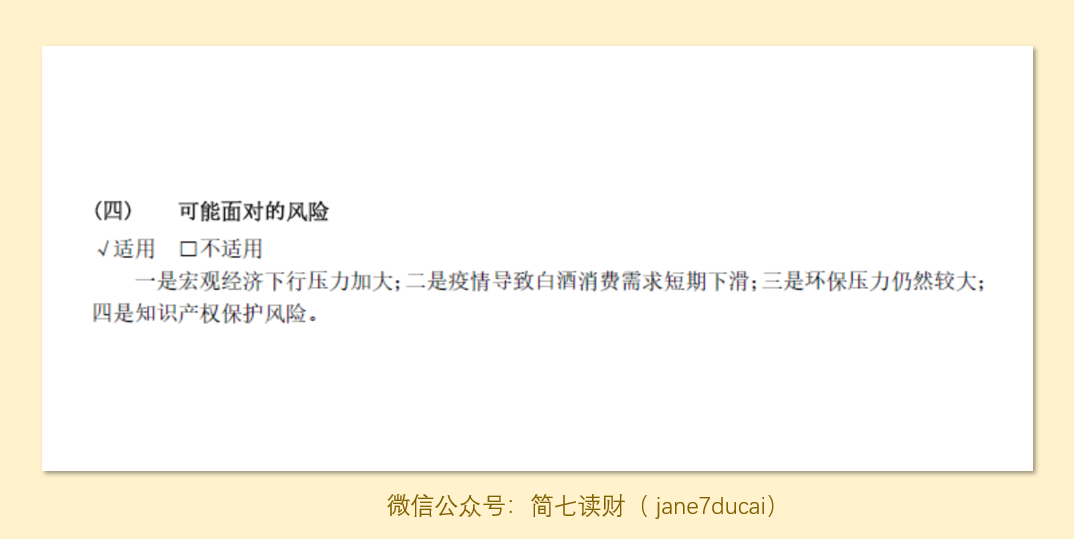 (四) 可能面对的风险
√适用 □不适用
一是宏观经济下行压力加大;二是疫情导致白酒消费需求短期下滑;三是环保压力仍然较大;
四是知识产权保护风险。
微信公众号：简七读财（ jane7ducai）